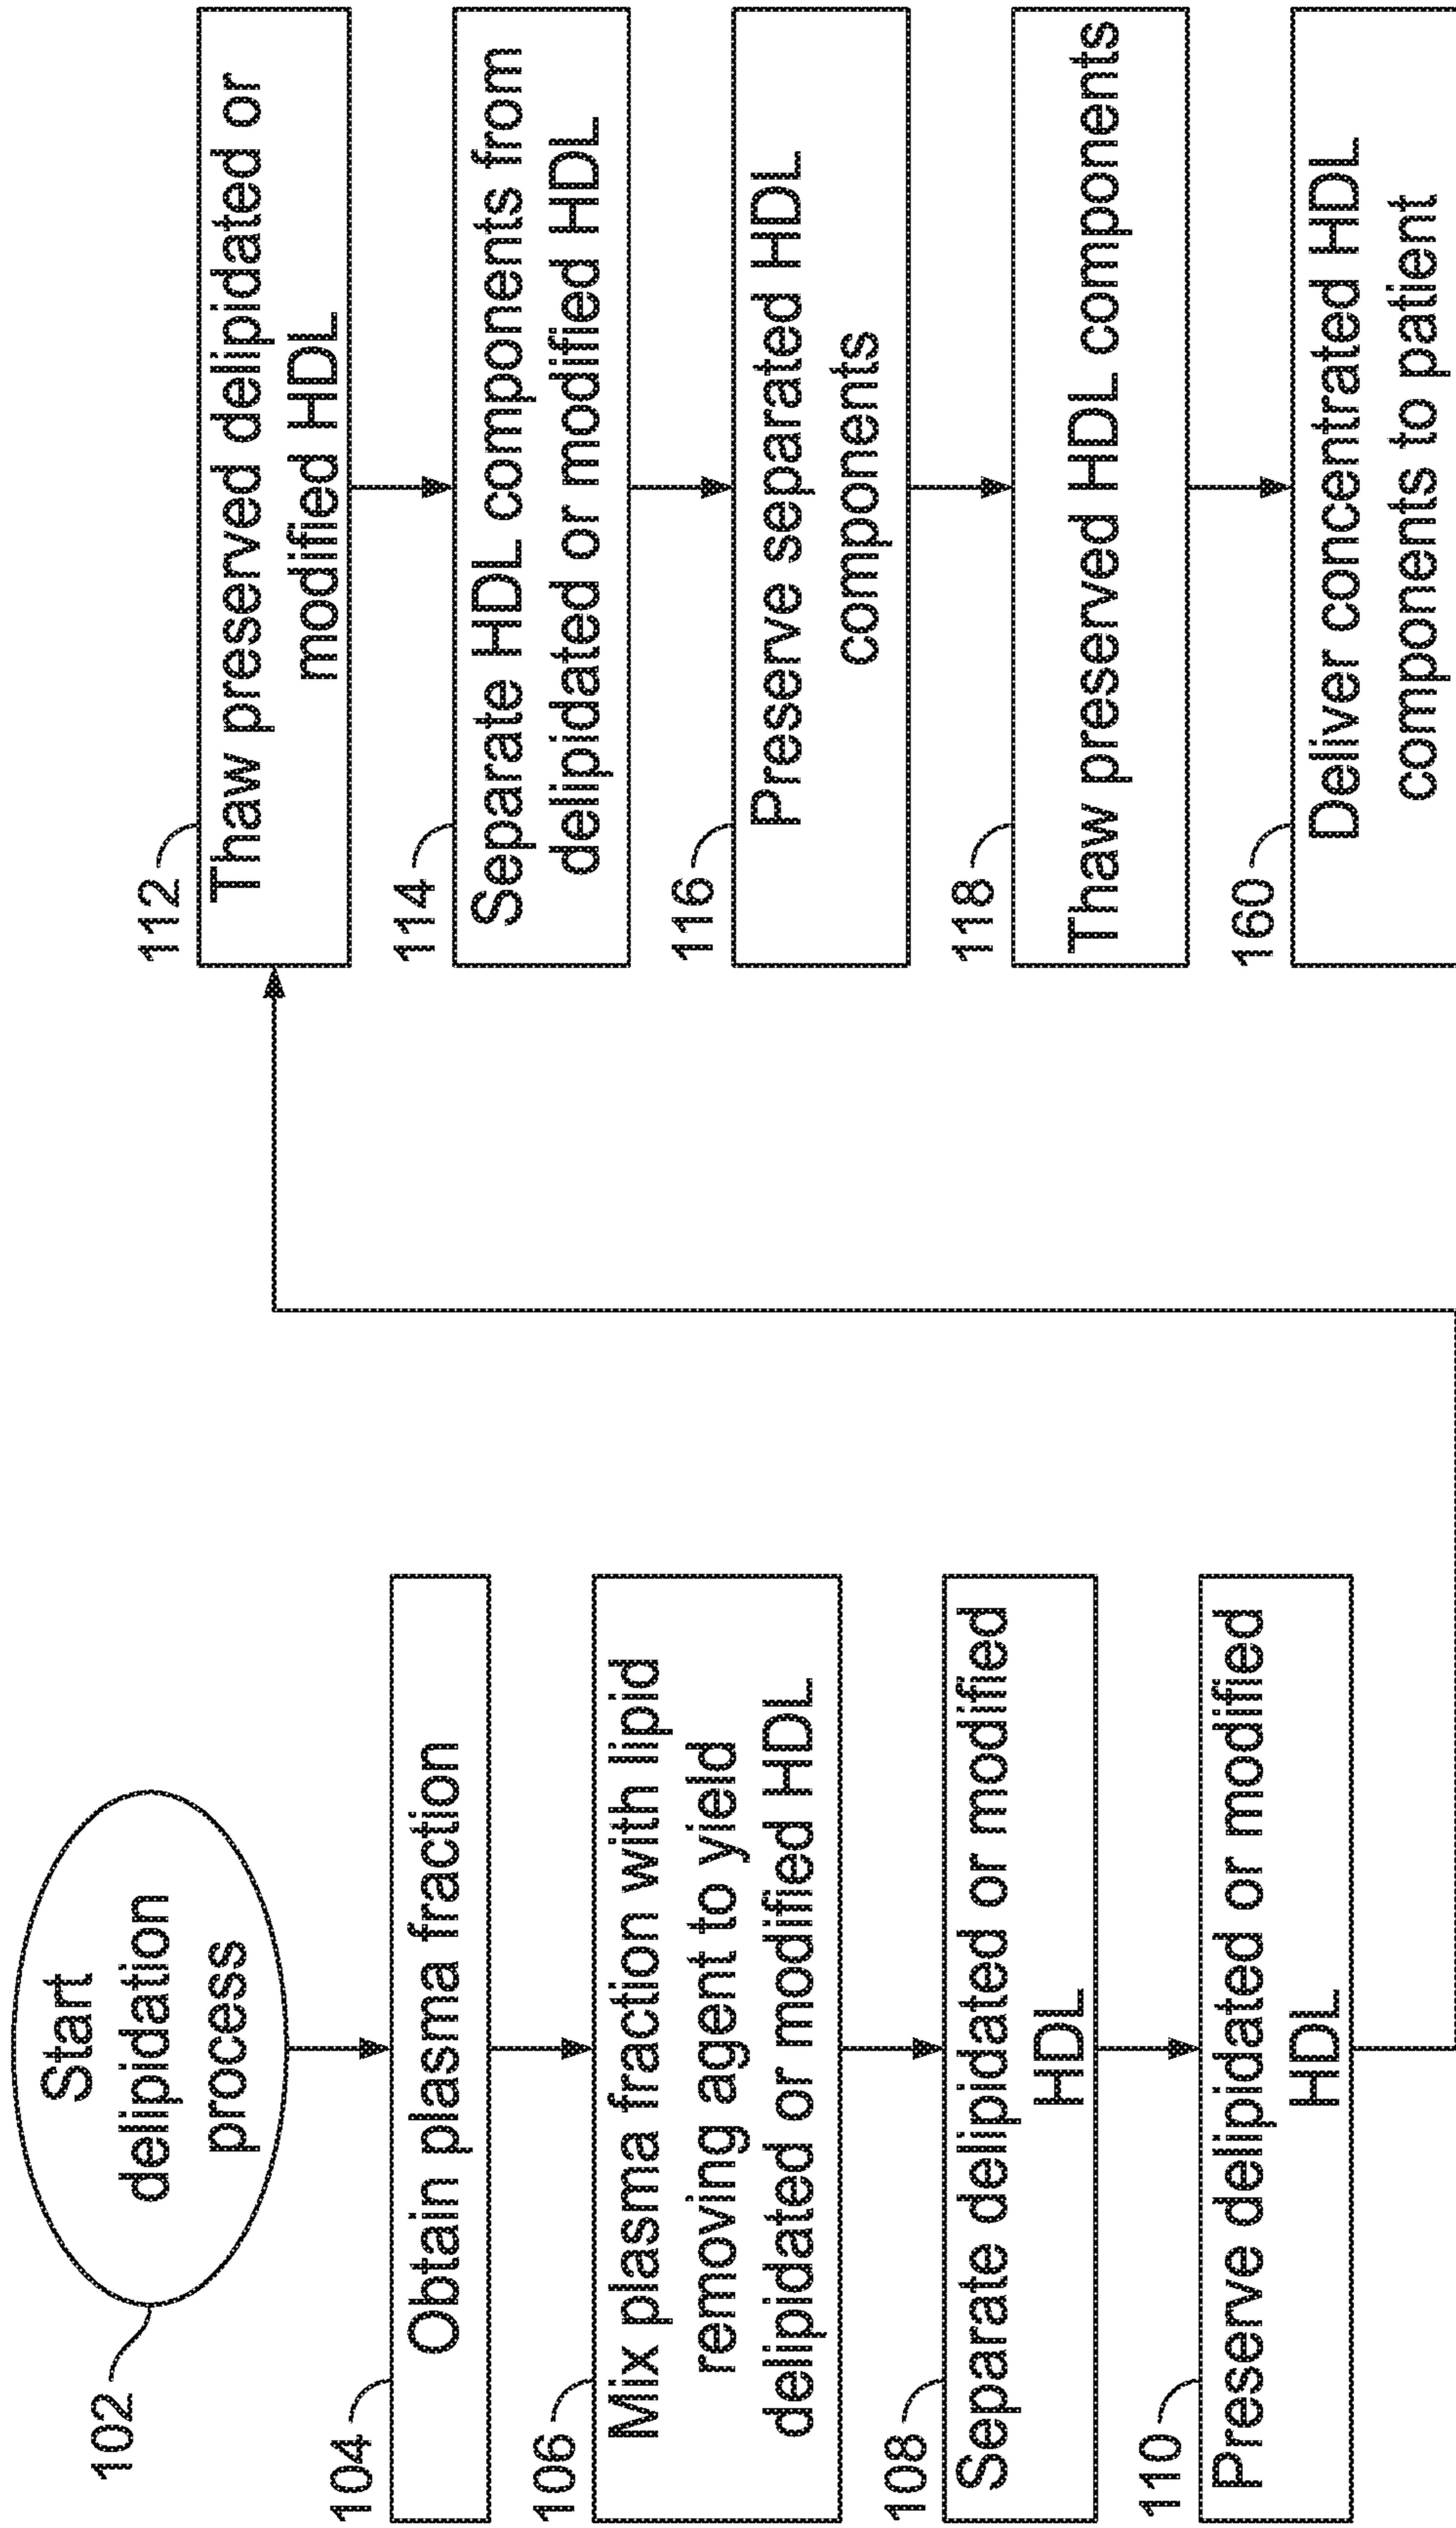 102
Start
delipidation
process
104
Obtain plasma fraction
106
Mix plasma fraction with lipid
removing agent to yield
delipidated or modified HDL
108
Separate delipidated or modified
HDL
110
Preserve delipidated or modified
HDL
112
Thaw preserved delipidated or
modified HDL
114
Separate HDL components from
delipidated or modified HDL
116
Preserve separated HDL
components
118
Thaw preserved HDL components
160
Deliver concentrated HDL
components to patient